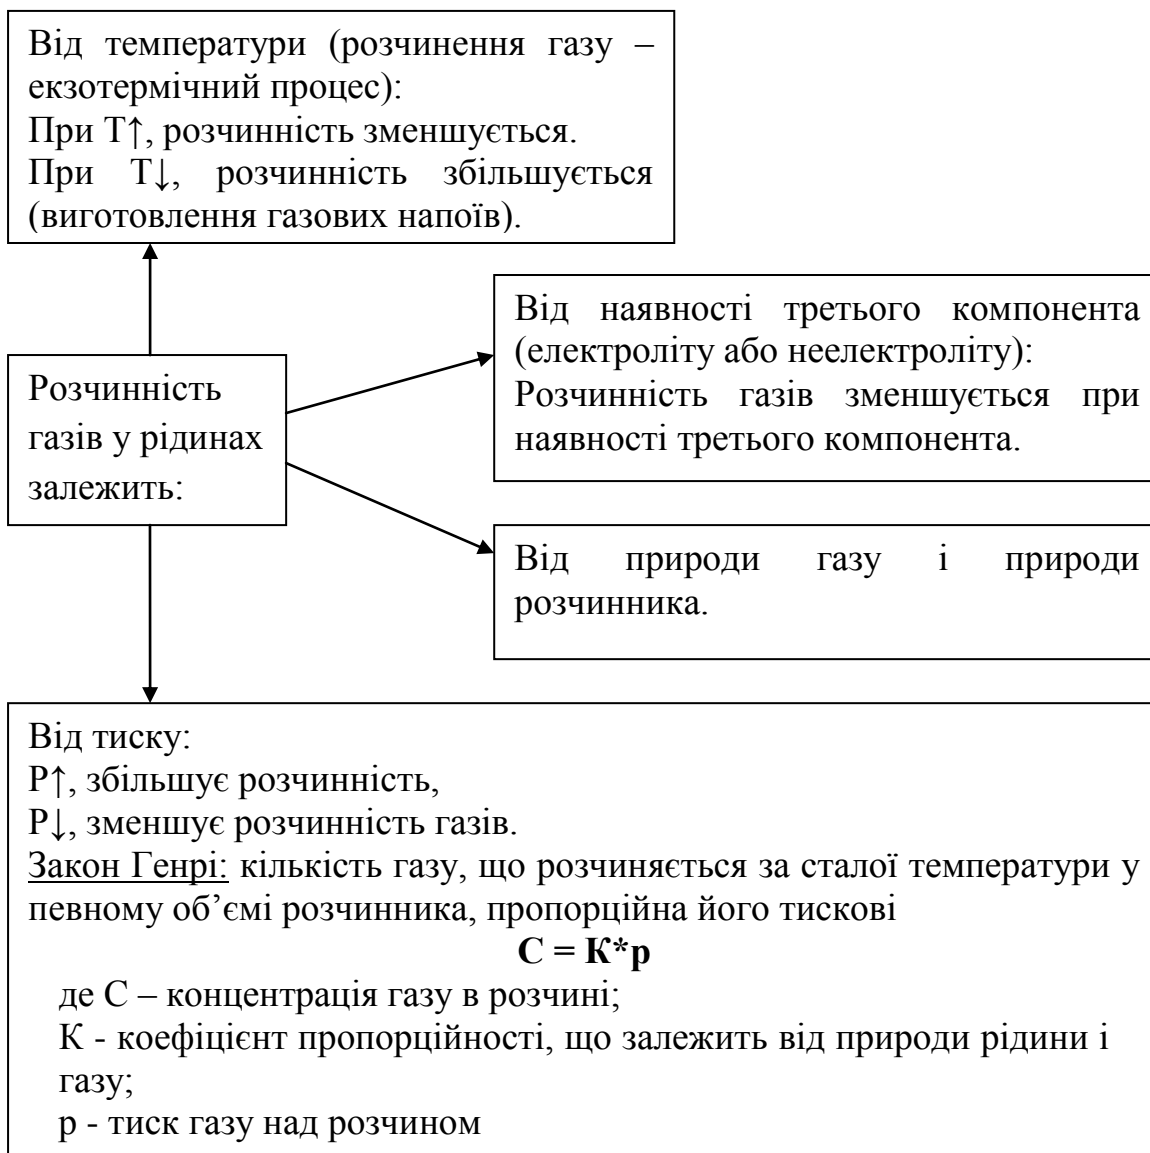 Від температури (розчинення газу –
екзотермічний процес):
При Т↑, розчинність зменшується.
При Т↓, розчинність збільшується
(виготовлення газових напоїв).
Від наявності третього компонента
(електроліту або неелектроліту):
Розчинність газів зменшується при
наявності третього компонента.
Розчинність
газів у рідинах
залежить:
Від природи газу і природи
розчинника.
Від тиску:
Р↑, збільшує розчинність,
Р↓, зменшує розчинність газів.
Закон Генрі: кількість газу, що розчиняється за сталої температури у
певному об’ємі розчинника, пропорційна його тискові
С = К*р
де С – концентрація газу в розчині;
К - коефіцієнт пропорційності, що залежить від природи рідини і
газу;
р - тиск газу над розчином